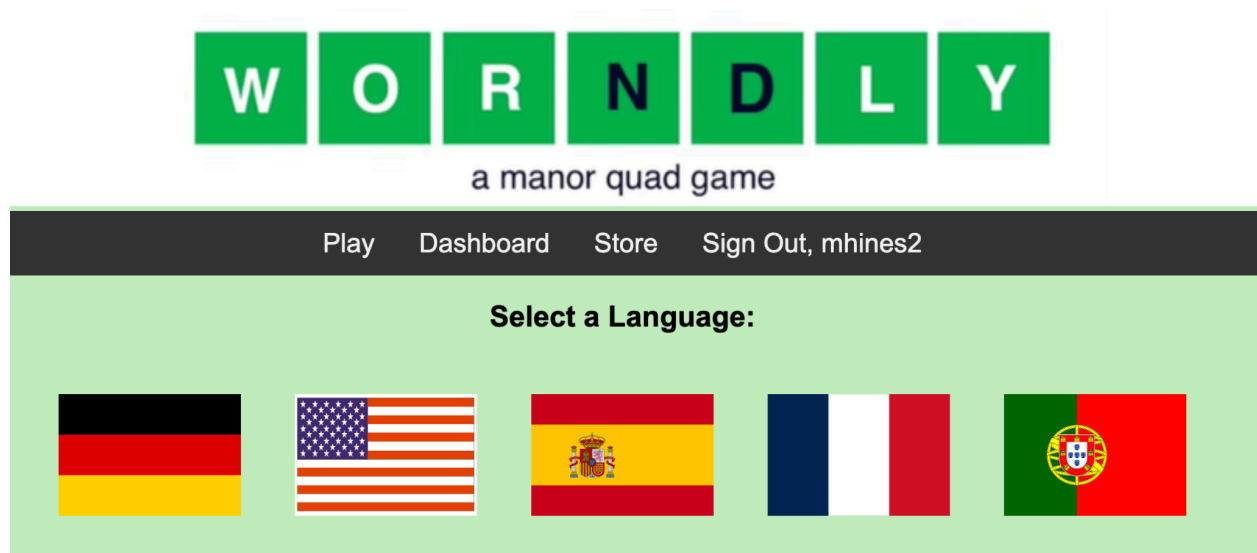 WORNDLY
a manor quad game
Play Dashboard Store Sign Out, mhines2
Select a Language: